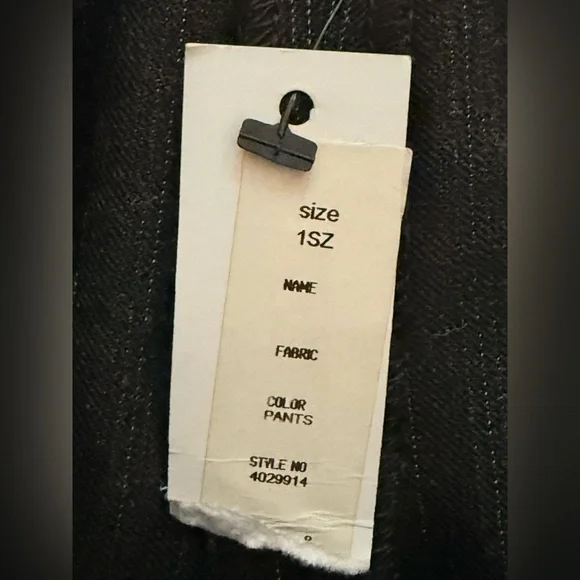 size
1SZ
NAME
FABRIC
COLOR
PANTS
STYLE NO
4029914